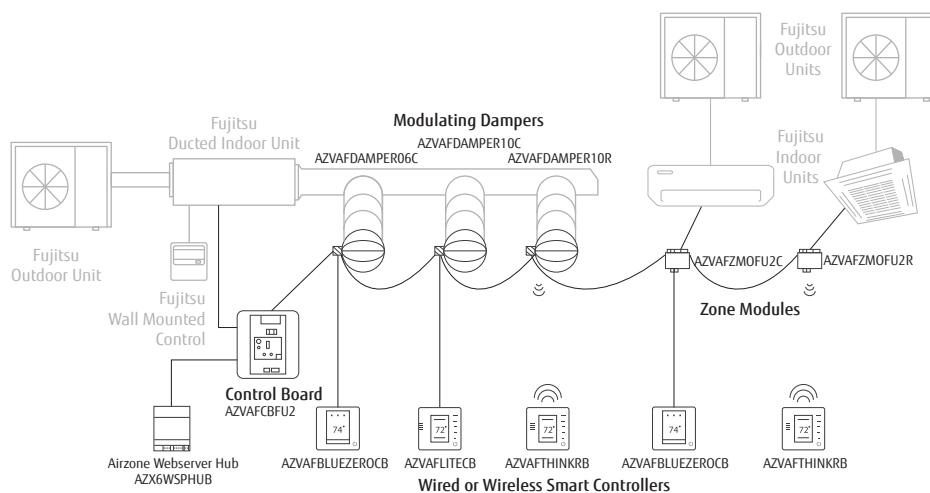 Fujitsu
Outdoor
Units
Modulating Dampers
Fujitsu
Ducted Indoor Unit
AZVAFDAMPER10C
AZVAFDAMPER06C
AZVAFDAMPER10R
Fujitsu
Indoor
Units
Fujitsu
Outdoor Unit
AZVAFZMOFU2C
AZVAFZMOFU2R
Fujitsu
Wall Mounted
Control
Zone Modules
Control Board
AZVAFCBFU2
74°
72°
72°
74°
72°
Airzone Webserver Hub
AZX6WSPHUB
AZVAFBLUEZEROCB
AZVAFLITECB
AZVAFTHINKRB
AZVAFBLUEZEROCB
AZVAFTHINKRB
Wired or Wireless Smart Controllers